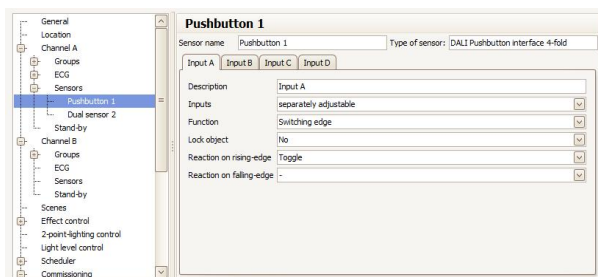 General
Location
Channel A
Groups
ECG
Sensors
Pushbutton 1
Dual sensor 2
Stand-by
Channel B
Groups
ECG
Sensors
Stand-by
Scenes
Effect control
2-point-lighting control
Light level control
Scheduler
Commissioning
Pushbutton 1
Sensor name Pushbutton 1 Type of sensor: DALI Pushbutton interface 4-fold
Input A Input B Input C Input D
Description Input A
Inputs separately adjustable
Function Switching edge
Lock object No
Reaction on rising-edge Toggle
Reaction on falling-edge -